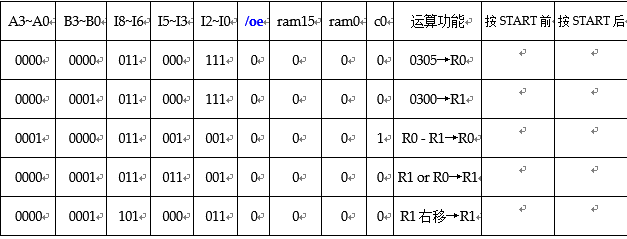 A3~A0 B3~B0 I8~I6 I5~I3 I2~I0 /oe ram15 ram0 c0 运算功能 按 START 前 按 START 后
0000 0000 011 000 111 0 0 0 0 0305→R0
0000 0001 011 000 111 0 0 0 0 0300→R1
0001 0000 011 001 001 0 0 0 1 R0 - R1→R0
0000 0001 011 011 001 0 0 0 0 R1 or R0→R1
0000 0001 101 000 011 0 0 0 0 R1 右移→R1